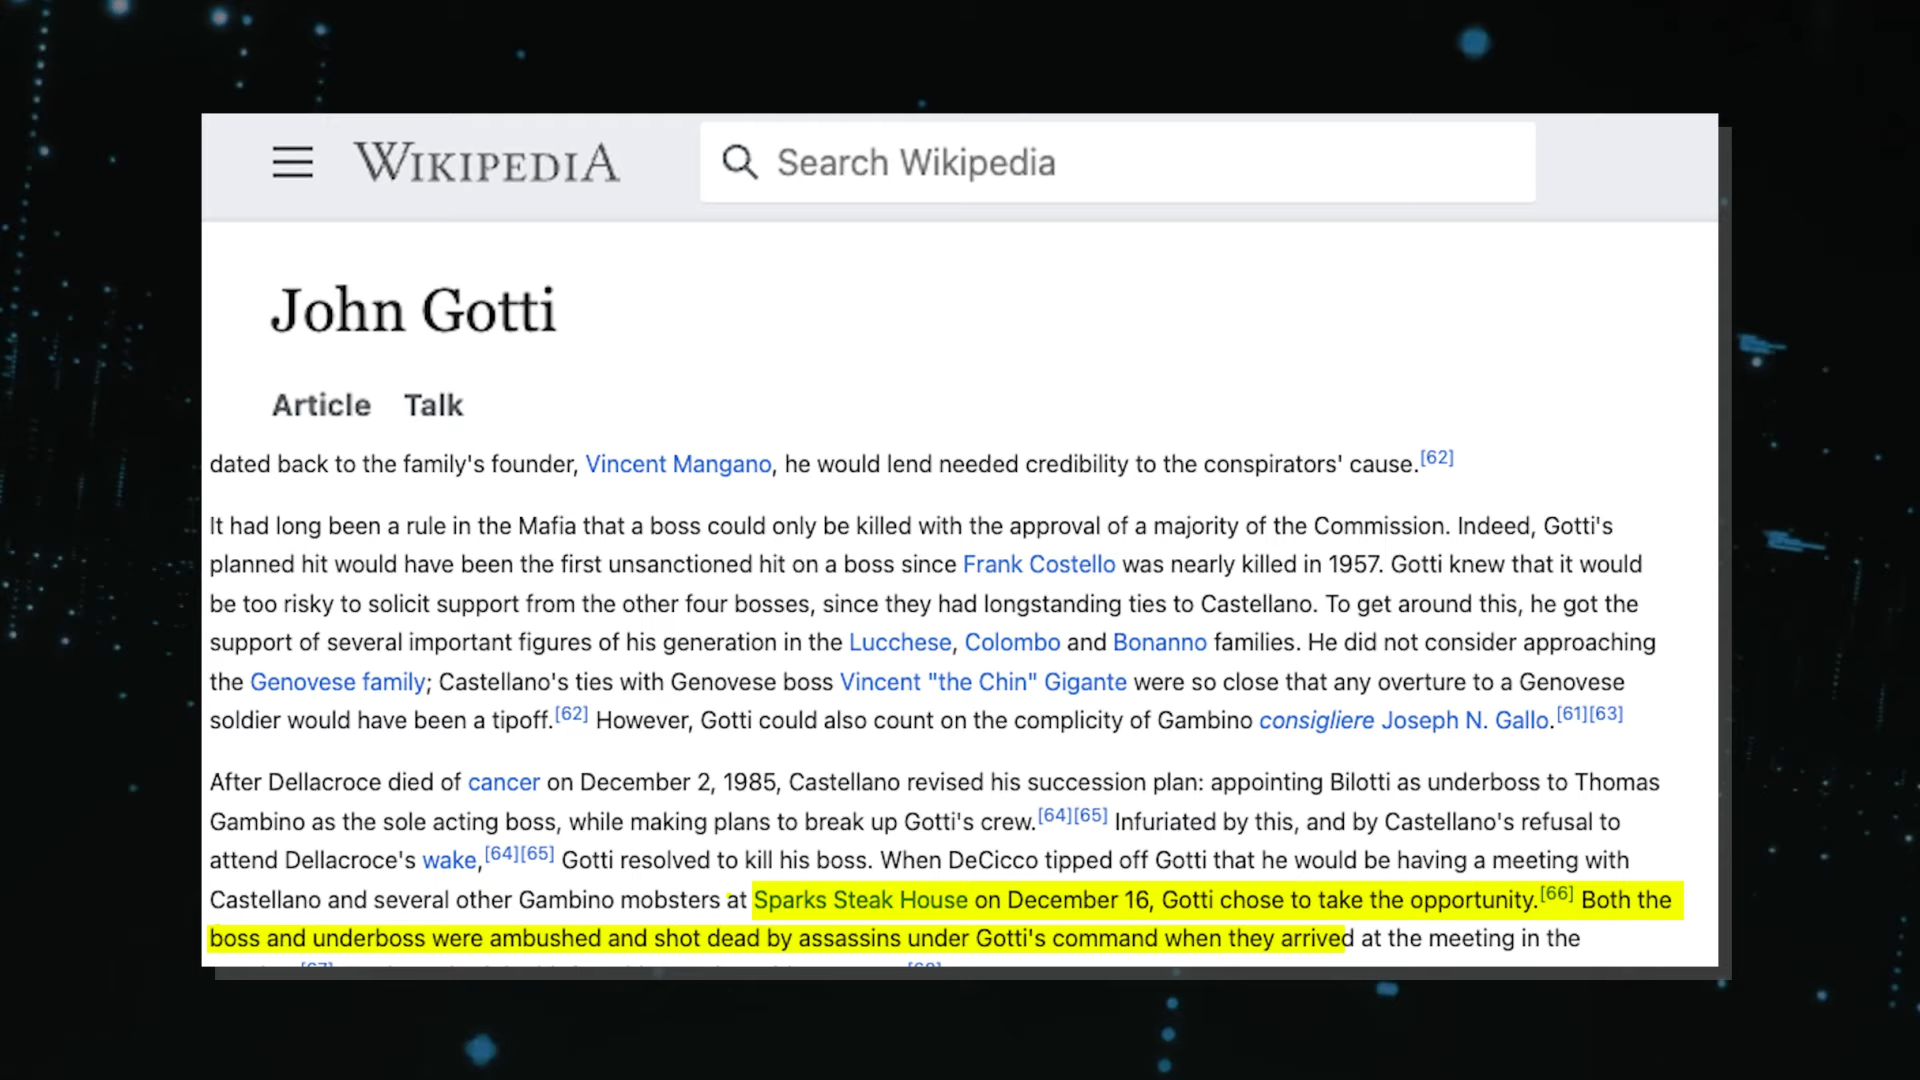 WIKIPEDIA
Search Wikipedia
John Gotti
Article Talk
dated back to the family's founder, Vincent Mangano, he would lend needed credibility to the conspirators' cause.[62]
It had long been a rule in the Mafia that a boss could only be killed with the approval of a majority of the Commission. Indeed, Gotti's
planned hit would have been the first unsanctioned hit on a boss since Frank Costello was nearly killed in 1957. Gotti knew that it would
be too risky to solicit support from the other four bosses, since they had longstanding ties to Castellano. To get around this, he got the
support of several important figures of his generation in the Lucchese, Colombo and Bonanno families. He did not consider approaching
the Genovese family; Castellano's ties with Genovese boss Vincent "the Chin" Gigante were so close that any overture to a Genovese
soldier would have been a tipoff.[62] However, Gotti could also count on the complicity of Gambino consigliere Joseph N. Gallo.[61][63]
After Dellacroce died of cancer on December 2, 1985, Castellano revised his succession plan: appointing Bilotti as underboss to Thomas
Gambino as the sole acting boss, while making plans to break up Gotti's crew.[64][65] Infuriated by this, and by Castellano's refusal to
attend Dellacroce's wake,[64][65] Gotti resolved to kill his boss. When DeCicco tipped off Gotti that he would be having a meeting with
Castellano and several other Gambino mobsters at Sparks Steak House on December 16, Gotti chose to take the opportunity.[66] Both the
boss and underboss were ambushed and shot dead by assassins under Gotti's command when they arrived at the meeting in the